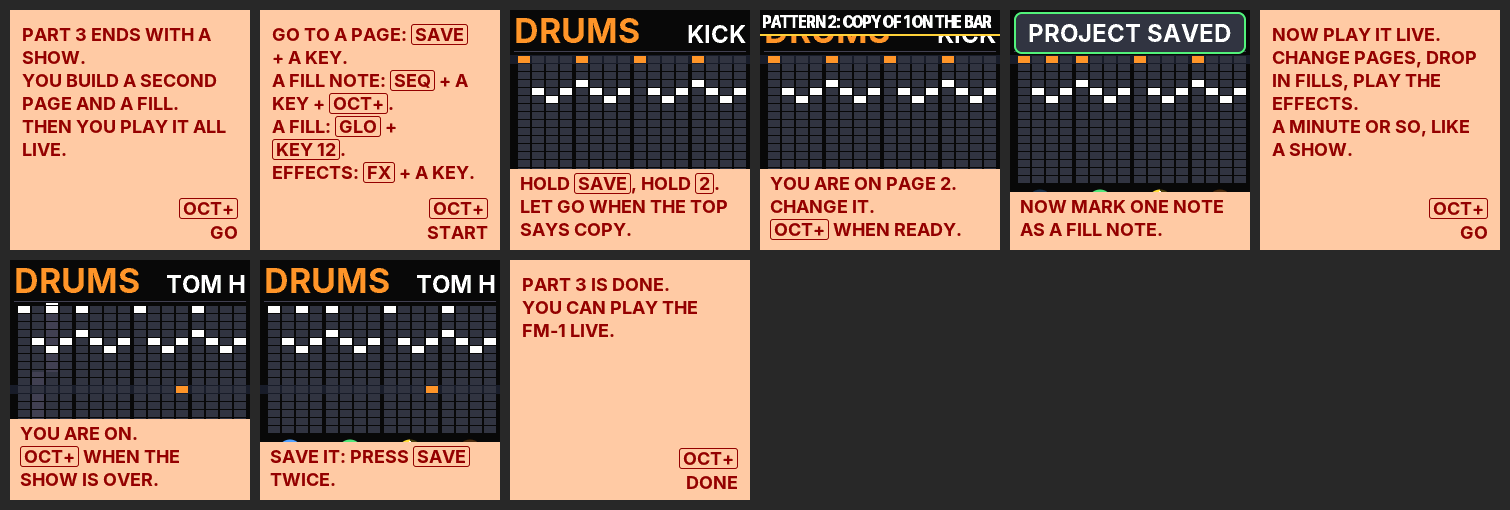 PART 3 ENDS WITH A
SHOW.
YOU BUILD A SECOND
PAGE AND A FILL.
THEN YOU PLAY IT ALL
LIVE.
OCT+
GO
GO TO A PAGE: SAVE
+ A KEY.
A FILL NOTE: SEQ + A
KEY + OCT+.
A FILL: GLO +
KEY 12.
EFFECTS: FX + A KEY.
OCT+
START
DRUMS KICK
HOLD SAVE, HOLD 2.
LET GO WHEN THE TOP
SAYS COPY.
PATTERN 2: COPY OF 1 ON THE BAR
DRUMS KICK
YOU ARE ON PAGE 2.
CHANGE IT.
OCT+ WHEN READY.
PROJECT SAVED
NOW MARK ONE NOTE
AS A FILL NOTE.
NOW PLAY IT LIVE.
CHANGE PAGES, DROP
IN FILLS, PLAY THE
EFFECTS.
A MINUTE OR SO, LIKE
A SHOW.
OCT+
GO
DRUMS TOM H
YOU ARE ON.
OCT+ WHEN THE
SHOW IS OVER.
DRUMS TOM H
SAVE IT: PRESS SAVE
TWICE.
PART 3 IS DONE.
YOU CAN PLAY THE
FM-1 LIVE.
OCT+
DONE